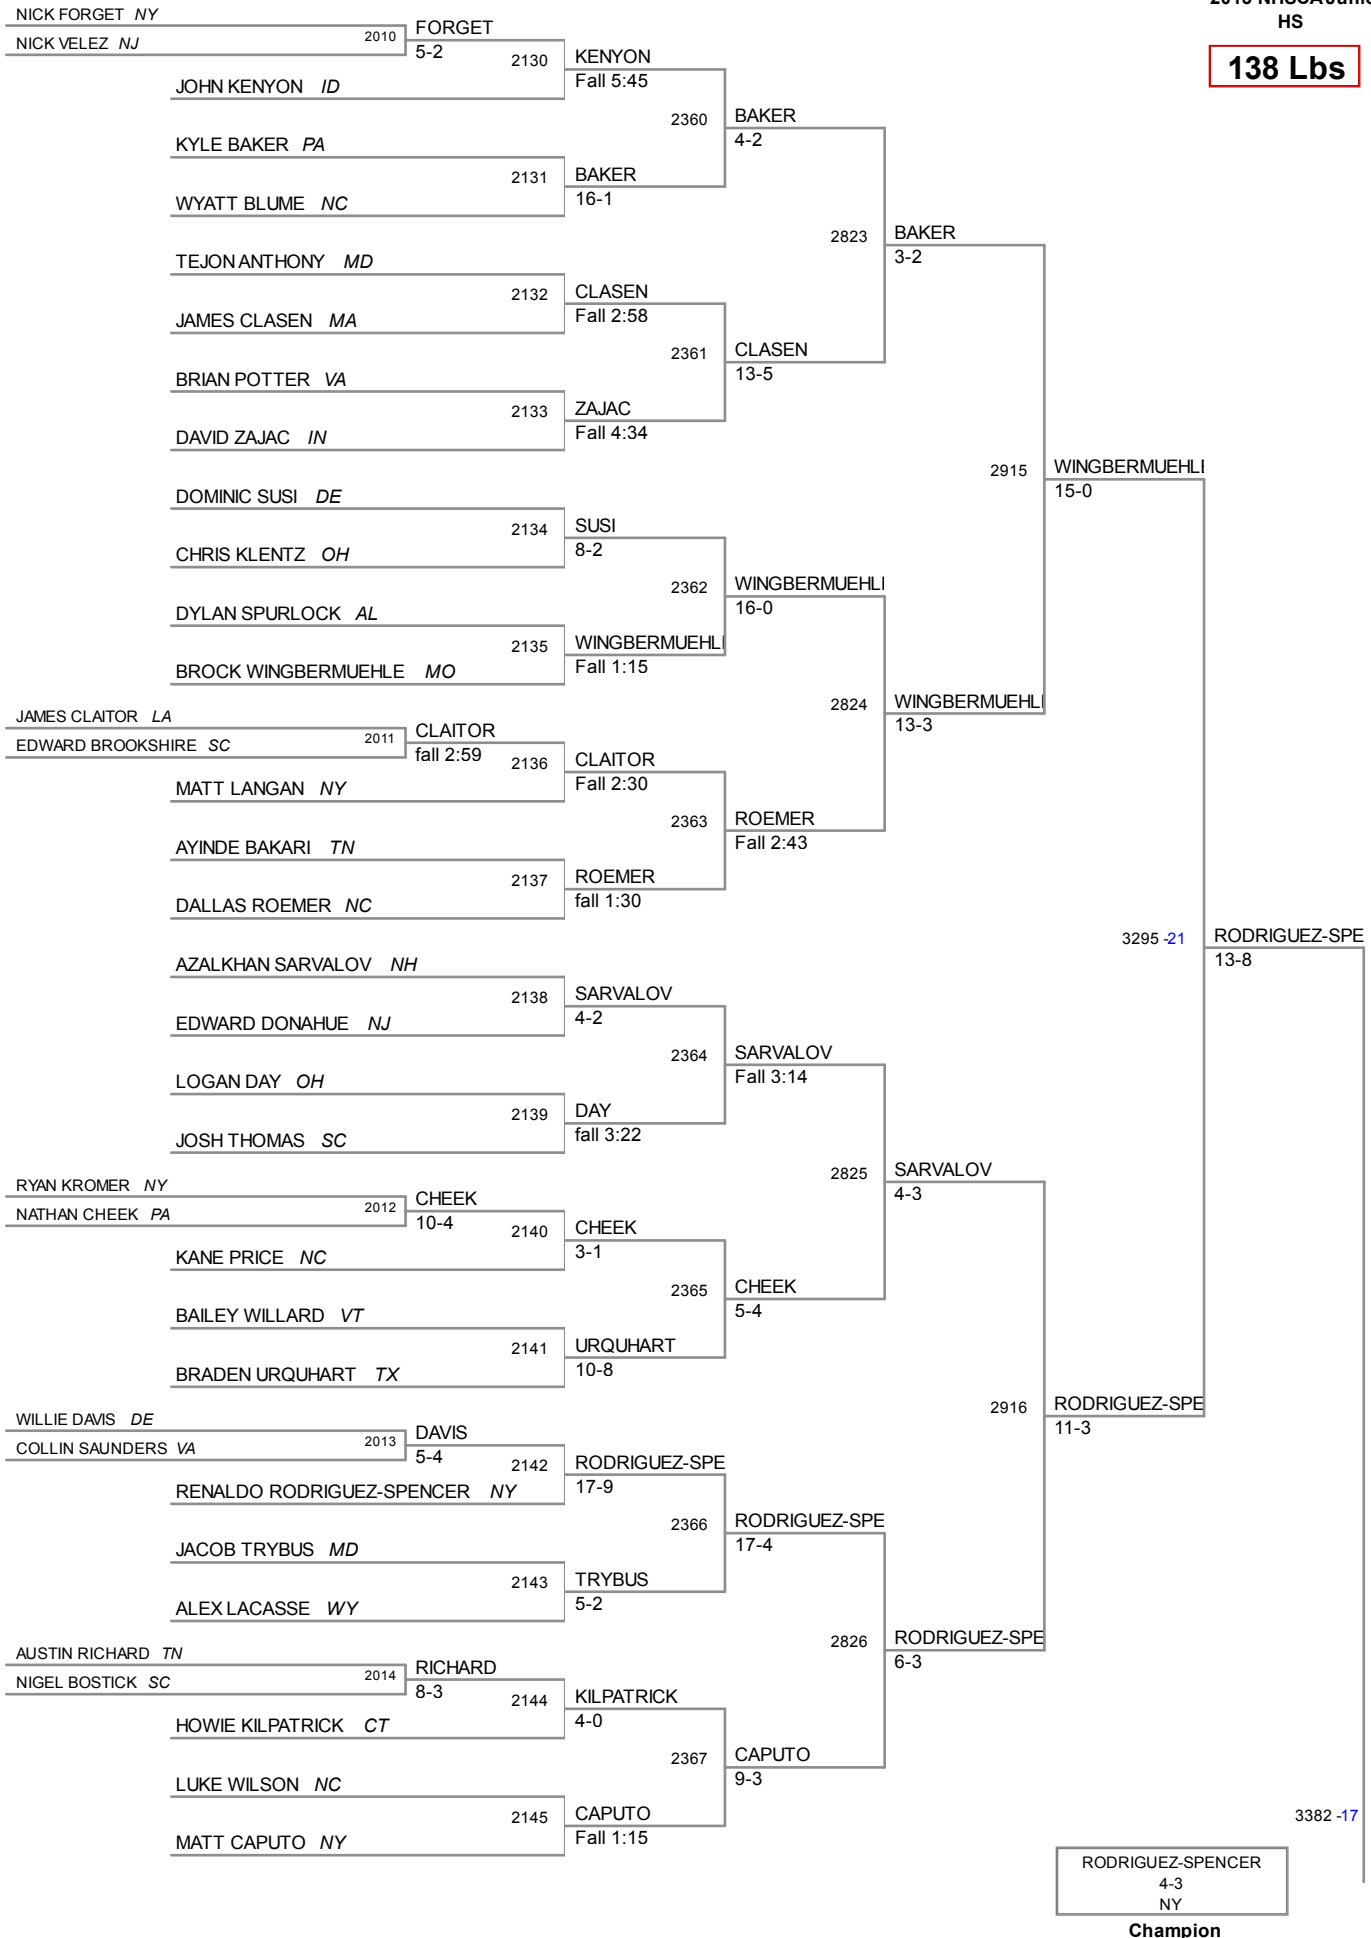 2015 NHSCA Junio
HS
138 Lbs
NICK FORGET NY
NICK VELEZ NJ
2010
FORGET
5-2
JOHN KENYON ID
2130
KENYON
Fall 5:45
KYLE BAKER PA
WYATT BLUME NC
2131
BAKER
16-1
2360
BAKER
4-2
TEJON ANTHONY MD
JAMES CLASEN MA
2132
CLASEN
Fall 2:58
BRIAN POTTER VA
DAVID ZAJAC IN
2133
ZAJAC
Fall 4:34
2361
CLASEN
13-5
2823
BAKER
3-2
DOMINIC SUSI DE
CHRIS KLENTZ OH
2134
SUSI
8-2
DYLAN SPURLOCK AL
BROCK WINGBERMUEHLE MO
2135
WINGBERMUEHLI
Fall 1:15
2362
WINGBERMUEHLI
16-0
JAMES CLAITOR LA
EDWARD BROOKSHIRE SC
2011
CLAITOR
fall 2:59
MATT LANGAN NY
2136
CLAITOR
Fall 2:30
AYINDE BAKARI TN
DALLAS ROEMER NC
2137
ROEMER
fall 1:30
2363
ROEMER
Fall 2:43
2824
WINGBERMUEHLI
13-3
2915
WINGBERMUEHLI
15-0
AZALKHAN SARVALOV NH
EDWARD DONAHUE NJ
2138
SARVALOV
4-2
LOGAN DAY OH
JOSH THOMAS SC
2139
DAY
fall 3:22
2364
SARVALOV
Fall 3:14
RYAN KROMER NY
NATHAN CHEEK PA
2012
CHEEK
10-4
KANE PRICE NC
2140
CHEEK
3-1
BAILEY WILLARD VT
BRADEN URQUHART TX
2141
URQUHART
10-8
2365
CHEEK
5-4
2825
SARVALOV
4-3
WILLIE DAVIS DE
COLLIN SAUNDERS VA
2013
DAVIS
5-4
RENALDO RODRIGUEZ-SPENCER NY
2142
RODRIGUEZ-SPE
17-9
JACOB TRYBUS MD
ALEX LACASSE WY
2143
TRYBUS
5-2
2366
RODRIGUEZ-SPE
17-4
AUSTIN RICHARD TN
NIGEL BOSTICK SC
2014
RICHARD
8-3
HOWIE KILPATRICK CT
2144
KILPATRICK
4-0
LUKE WILSON NC
MATT CAPUTO NY
2145
CAPUTO
Fall 1:15
2367
CAPUTO
9-3
2826
RODRIGUEZ-SPE
6-3
2916
RODRIGUEZ-SPE
11-3
3295 -21
RODRIGUEZ-SPE
13-8
3382 -17
RODRIGUEZ-SPENCER
4-3
NY
Champion